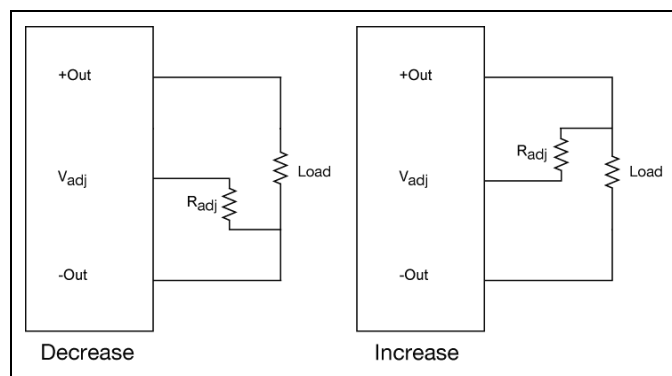 +Out
Vadj
Radj
Load
-Out
Decrease
+Out
Radj
Vadj
Load
-Out
Increase